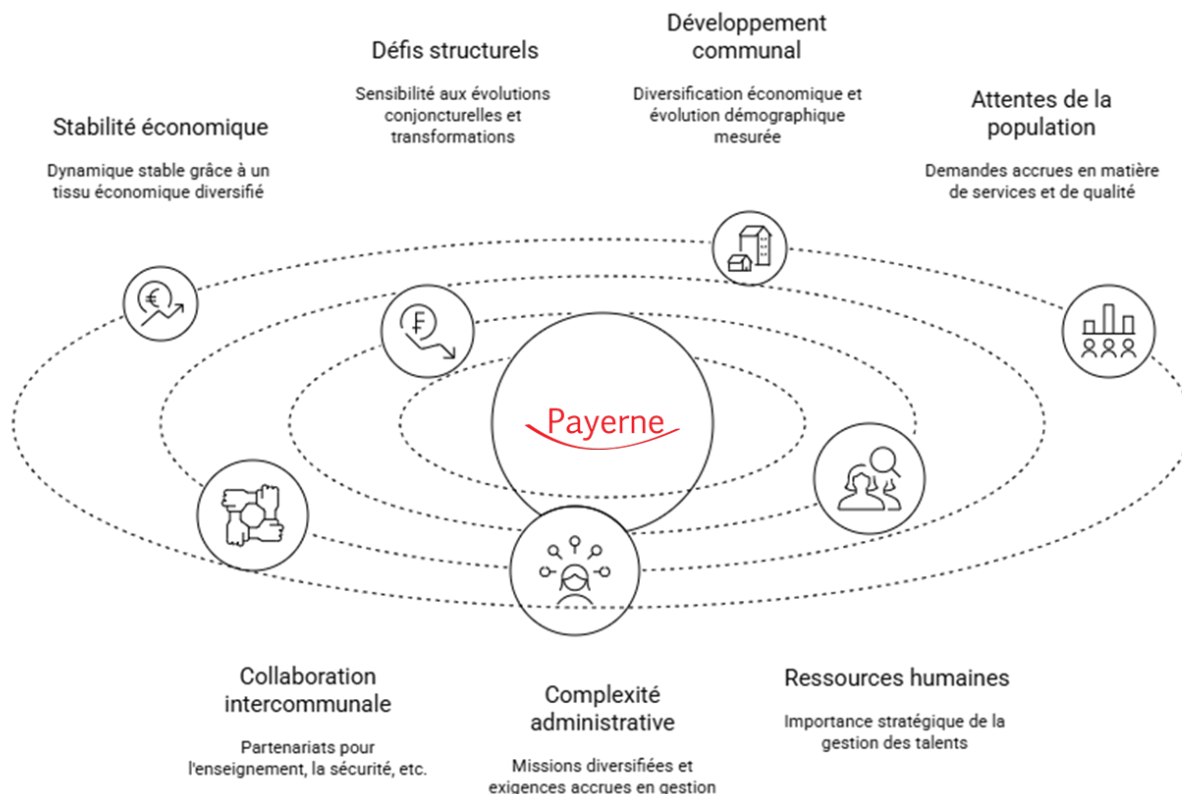 Développement
communal
Défis structurels
Diversification économique et
évolution démographique
mesurée
Sensibilité aux évolutions
conjoncturelles et
transformations
Attentes de la
population
Stabilité économique
Demandes accrues en matière
de services et de qualité
Dynamique stable grâce à un
tissu économique diversifié
€
₣
Payerne
Collaboration
intercommunale
Partenariats pour
l'enseignement, la sécurité, etc.
Complexité
administrative
Missions diversifiées et
exigences accrues en gestion
Ressources humaines
Importance stratégique de la
gestion des talents